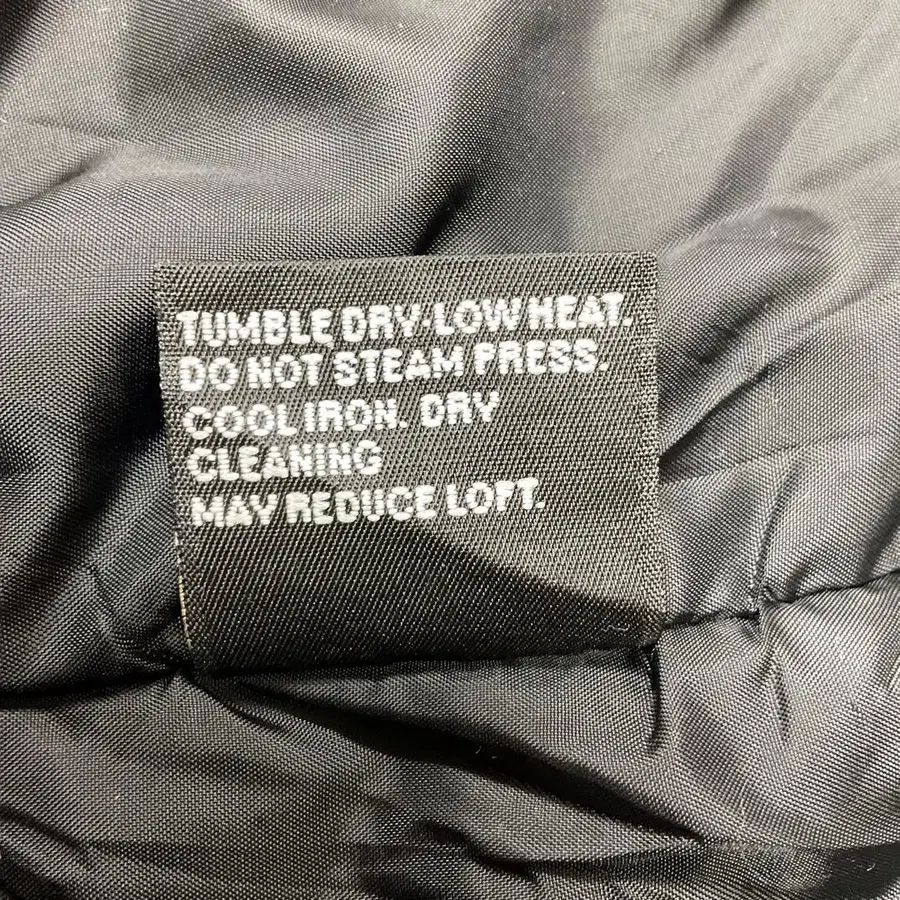 TUMBLE DRY-LOW HEAT.
DO NOT STEAM PRESS.
COOL IRON. DRY
CLEANING
MAY REDUCE LOFT.